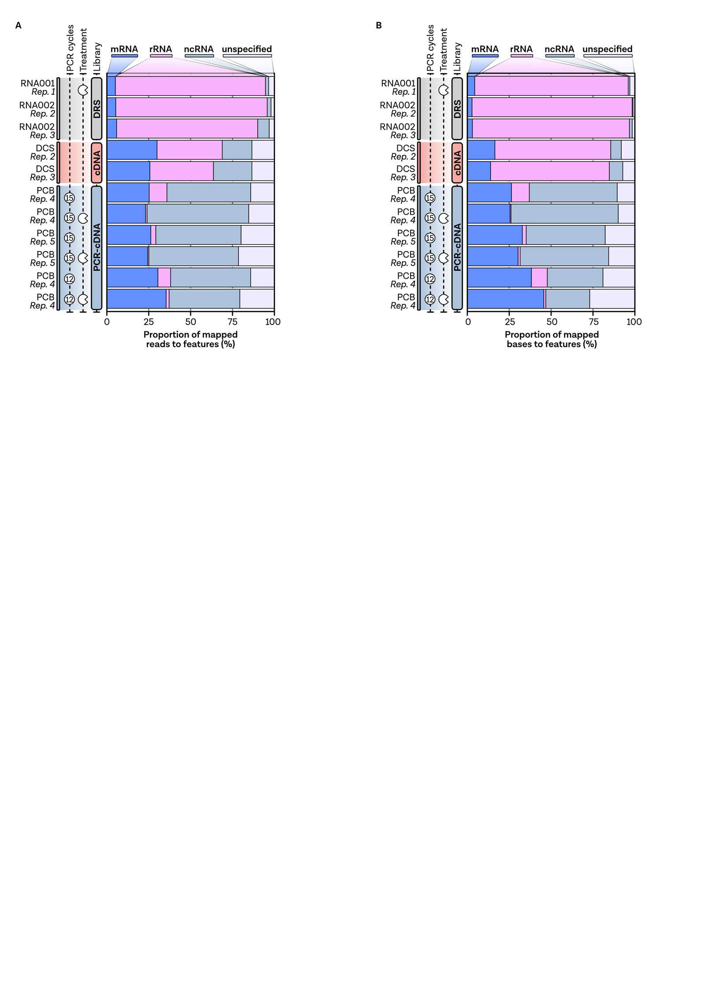 A
PCR cycles
Treatment
Library
mRNA
rRNA
ncRNA
unspecified
RNA001
Rep. 1
RNA002
Rep. 2
RNA002
Rep. 3
DRS
DCS
Rep. 2
DCS
Rep. 3
cDNA
PCB
Rep. 4
15
PCB
Rep. 4
15
PCB
Rep. 5
15
PCB
Rep. 5
15
PCB
Rep. 4
12
PCB
Rep. 4
12
PCR-cDNA
0 25 50 75 100
Proportion of mapped
reads to features (%)
B
PCR cycles
Treatment
Library
mRNA
rRNA
ncRNA
unspecified
RNA001
Rep. 1
RNA002
Rep. 2
RNA002
Rep. 3
DRS
DCS
Rep. 2
DCS
Rep. 3
cDNA
PCB
Rep. 4
15
PCB
Rep. 4
15
PCB
Rep. 5
15
PCB
Rep. 5
15
PCB
Rep. 4
12
PCB
Rep. 4
12
PCR-cDNA
0 25 50 75 100
Proportion of mapped
bases to features (%)